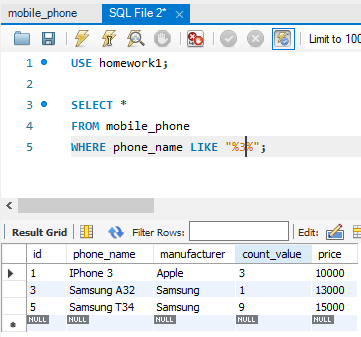 mobile_phone SQL File 2* ×
Limit to 100
1 USE homework1;
2
3 SELECT *
4 FROM mobile_phone
5 WHERE phone_name LIKE "%3%";
Result Grid Filter Rows: Edit:
id phone_name manufacturer count_value price
1 IPhone 3 Apple 3 10000
3 Samsung A32 Samsung 1 13000
5 Samsung T34 Samsung 9 15000
NULL NULL NULL NULL NULL